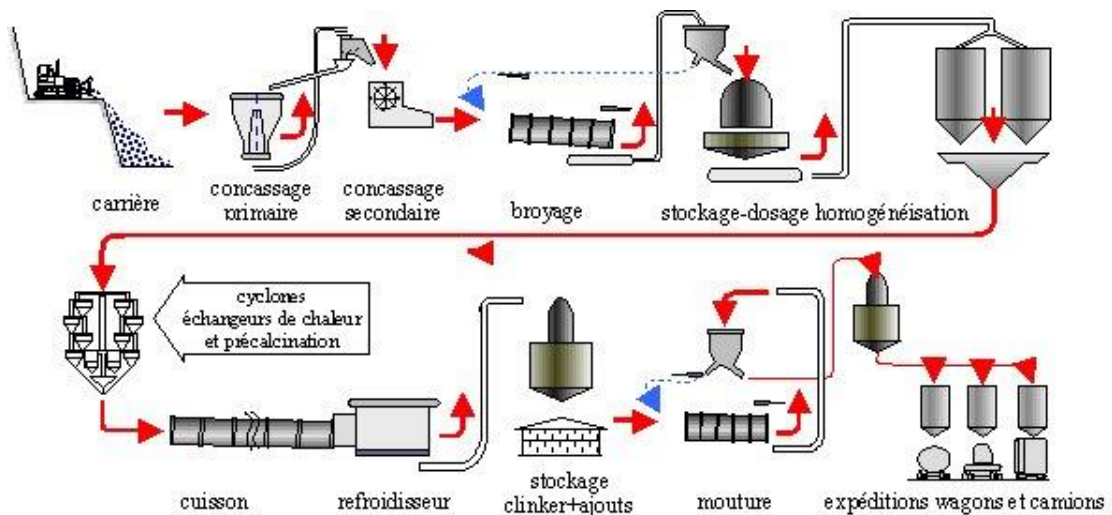 carrière
concassage
primaire
concassage
secondaire
broyage
stockage-dosage homogénéisation
cyclones
échangeurs de chaleur
et précalcination
cuisson
refroidisseur
stockage
clinker+ajouts
mouture
expéditions wagons et camions